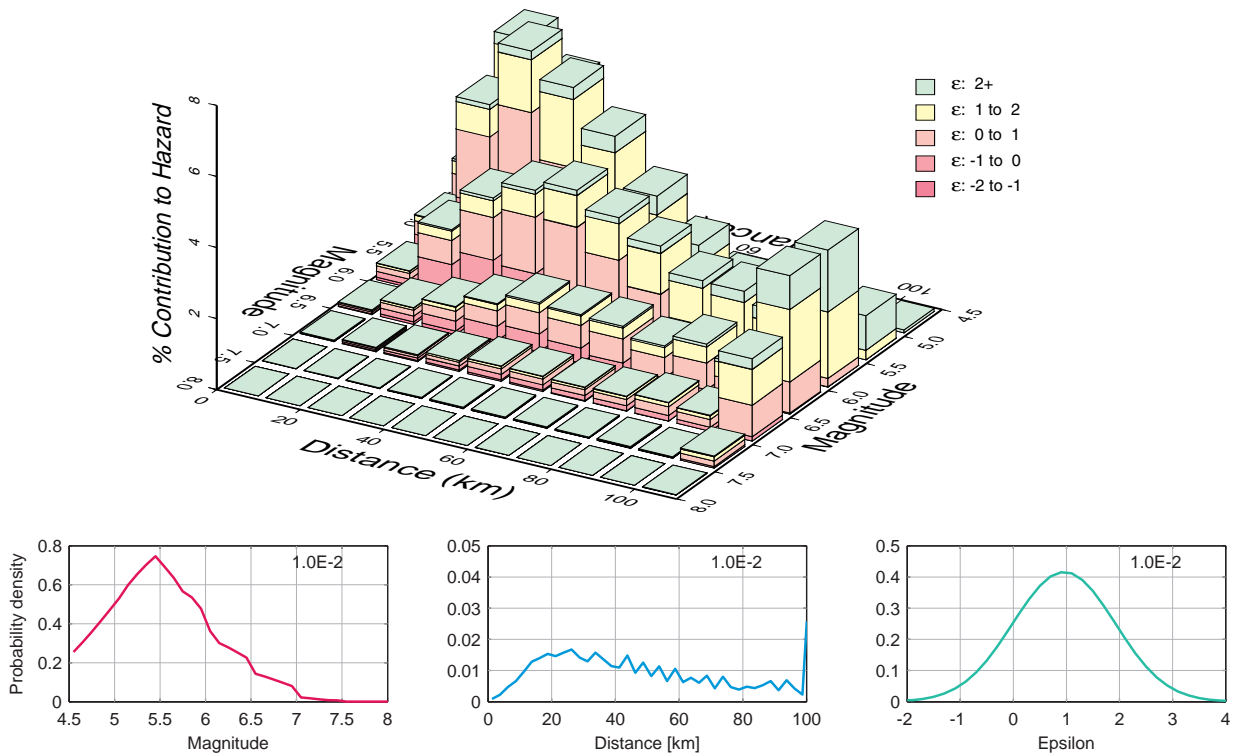 % Contribution to Hazard
8
6
4
2
0
ε: 2+
ε: 1 to 2
ε: 0 to 1
ε: -1 to 0
ε: -2 to -1
Magnitude
5.5
6.0
6.5
7.0
7.5
8.0
0
20
40
60
80
100
Distance (km)
60
100
4.5
5.0
5.5
6.0
6.5
7.0
7.5
8.0
Magnitude
Probability density
0.8
0.6
0.4
0.2
0
1.0E-2
4.5 5 5.5 6 6.5 7 7.5 8
Magnitude
0.05
0.04
0.03
0.02
0.01
0
1.0E-2
0 20 40 60 80 100
Distance [km]
0.5
0.4
0.3
0.2
0.1
0
1.0E-2
-2 -1 0 1 2 3 4
Epsilon